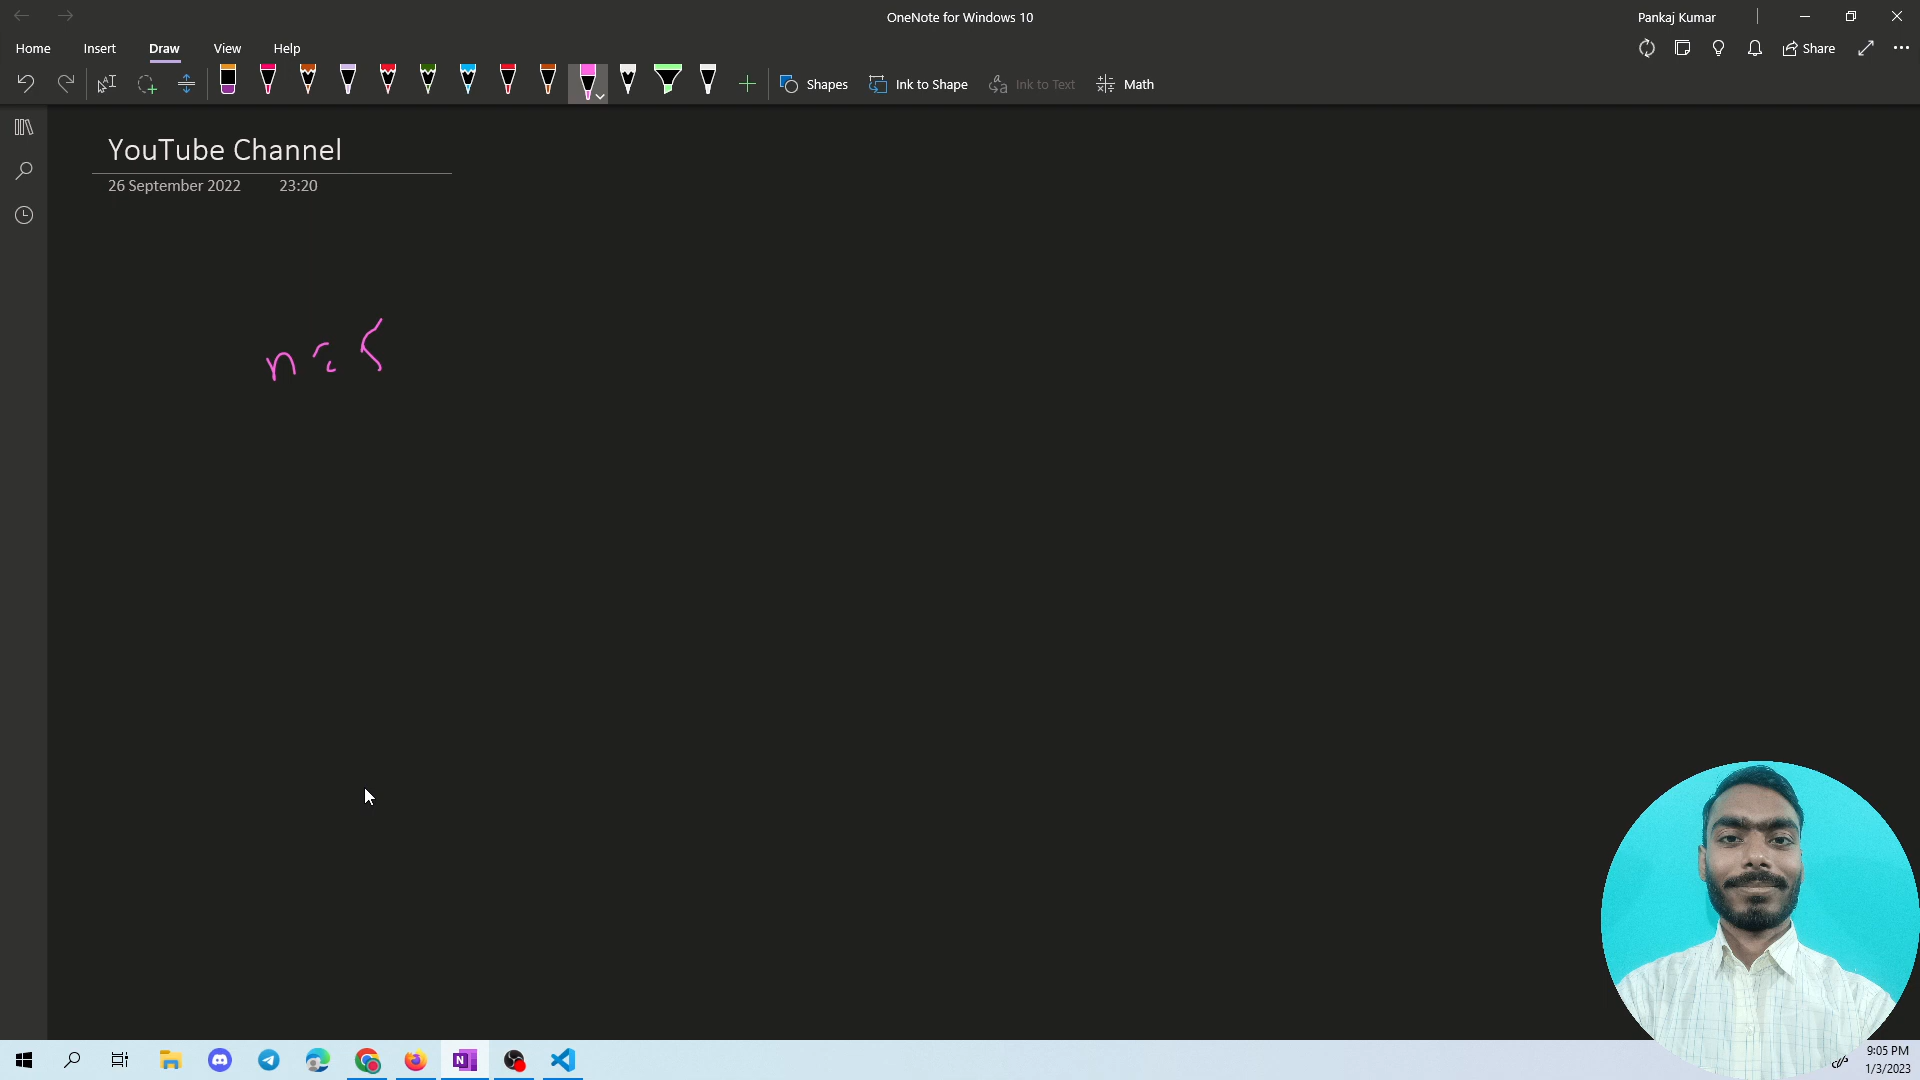 OneNote for Windows 10
Pankaj Kumar
Home Insert Draw View Help
Share
Shapes Ink to Shape Ink to Text Math
YouTube Channel
26 September 2022 23:20
9:05 PM
1/3/2023